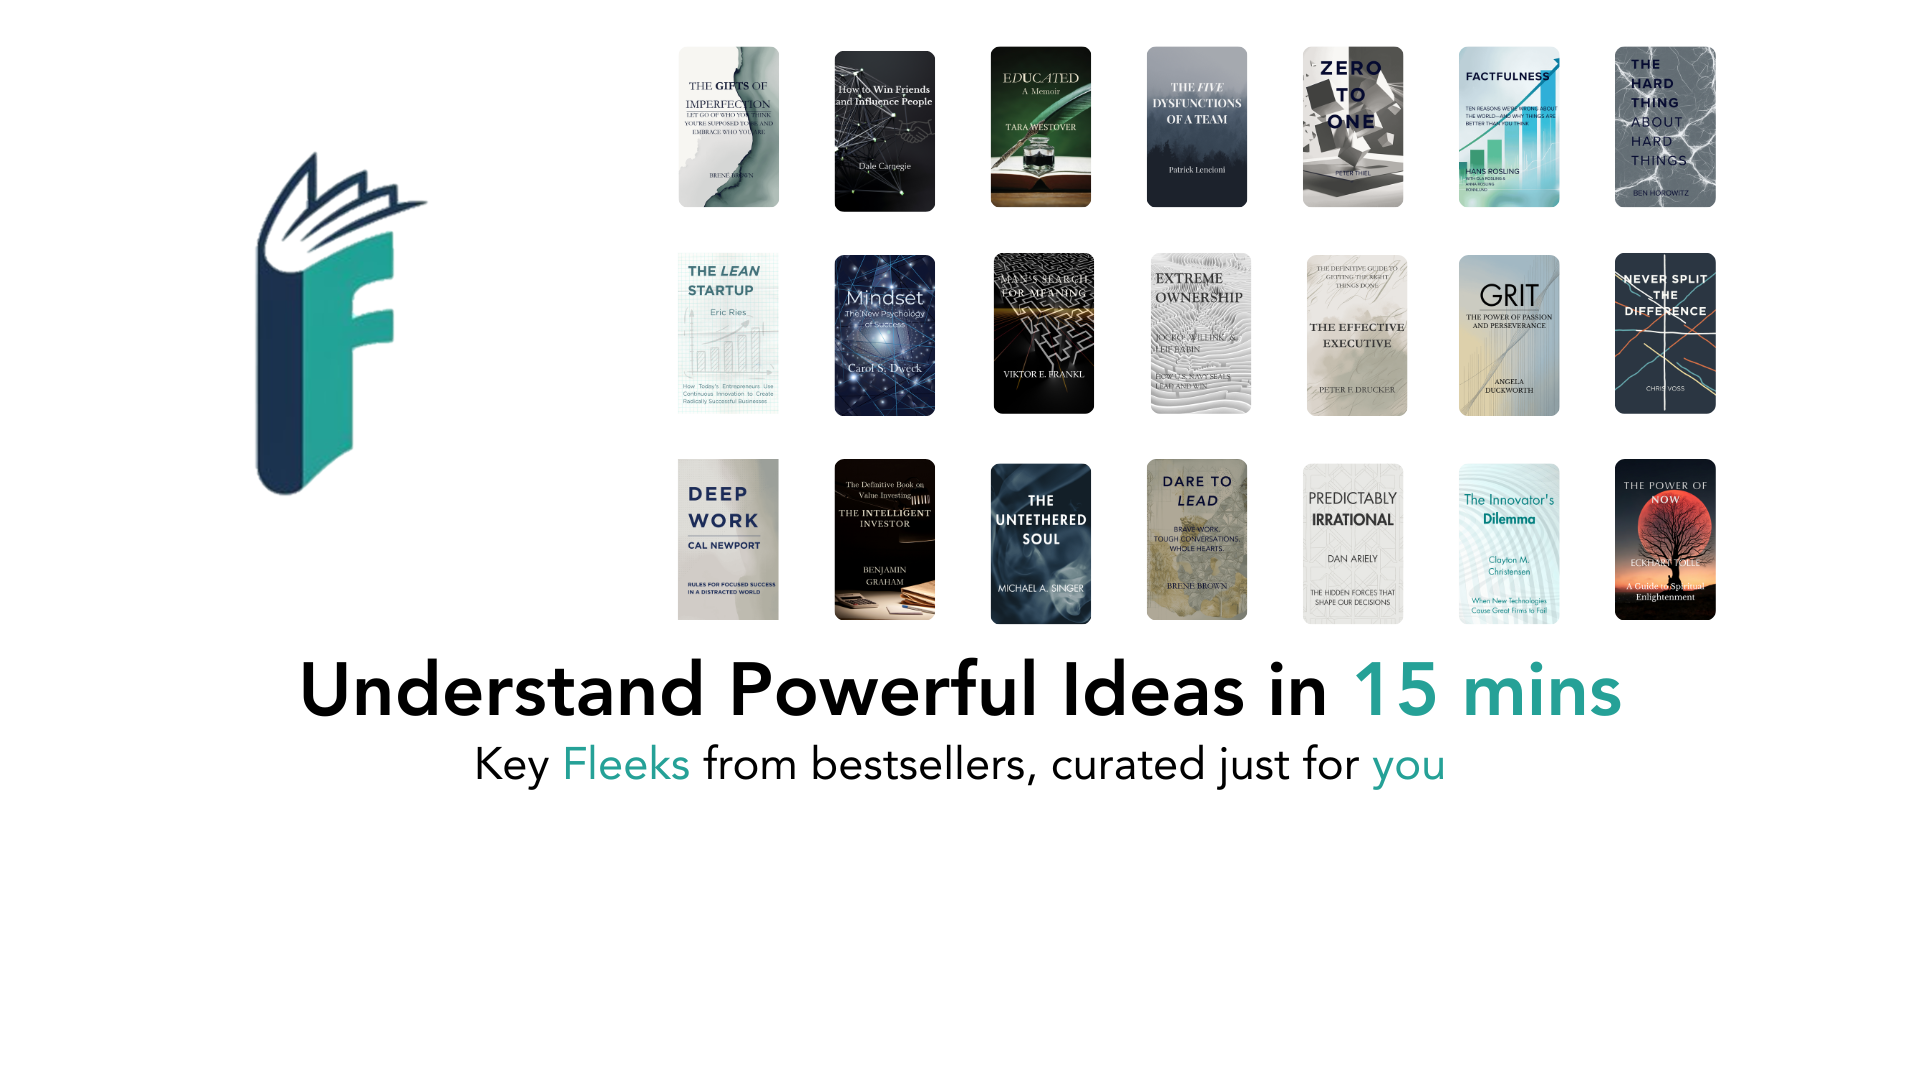 THE GIFTS OF
IMPERFECTION
LET GO OF WHO YOU THINK
YOU'RE SUPPOSED TO BE AND
EMBRACE WHO YOU ARE
BRENÉ BROWN
How to Win Friends
and Influence People
Dale Carnegie
EDUCATED
A Memoir
TARA WESTOVER
THE FIVE
DYSFUNCTIONS
OF A TEAM
Patrick Lencioni
ZERO
TO
ONE
PETER THIEL
FACTFULNESS
TEN REASONS WE'RE WRONG ABOUT
THE WORLD—AND WHY THINGS ARE
BETTER THAN YOU THINK
HANS ROSLING
THE
HARD
THING
ABOUT
HARD
THINGS
BEN HOROWITZ
THE LEAN
STARTUP
Eric Ries
How Today's Entrepreneurs Use
Continuous Innovation to Create
Radically Successful Businesses
Mindset
The New Psychology
of Success
Carol S. Dweck
MAN'S SEARCH
FOR MEANING
VIKTOR E. FRANKL
EXTREME
OWNERSHIP
JOCKO WILLINK &
LEIF BABIN
HOW U.S. NAVY SEALS
LEAD AND WIN
THE DEFINITIVE GUIDE TO
GETTING THE RIGHT
THINGS DONE
THE EFFECTIVE
EXECUTIVE
PETER F. DRUCKER
GRIT
THE POWER OF PASSION
AND PERSEVERANCE
ANGELA
DUCKWORTH
NEVER SPLIT
THE
DIFFERENCE
CHRIS VOSS
DEEP
WORK
CAL NEWPORT
RULES FOR FOCUSED SUCCESS
IN A DISTRACTED WORLD
The Definitive Book on
Value Investing
THE INTELLIGENT
INVESTOR
BENJAMIN
GRAHAM
THE
UNTETHERED
SOUL
MICHAEL A. SINGER
DARE TO
LEAD
BRAVE WORK.
TOUGH CONVERSATIONS.
WHOLE HEARTS.
BRENÉ BROWN
PREDICTABLY
IRRATIONAL
DAN ARIELY
THE HIDDEN FORCES THAT
SHAPE OUR DECISIONS
The Innovator's
Dilemma
Clayton M.
Christensen
When New Technologies
Cause Great Firms to Fail
THE POWER OF
NOW
ECKHART TOLLE
A Guide to Spiritual
Enlightenment
Understand Powerful Ideas in 15 mins
Key Fleeks from bestsellers, curated just for you